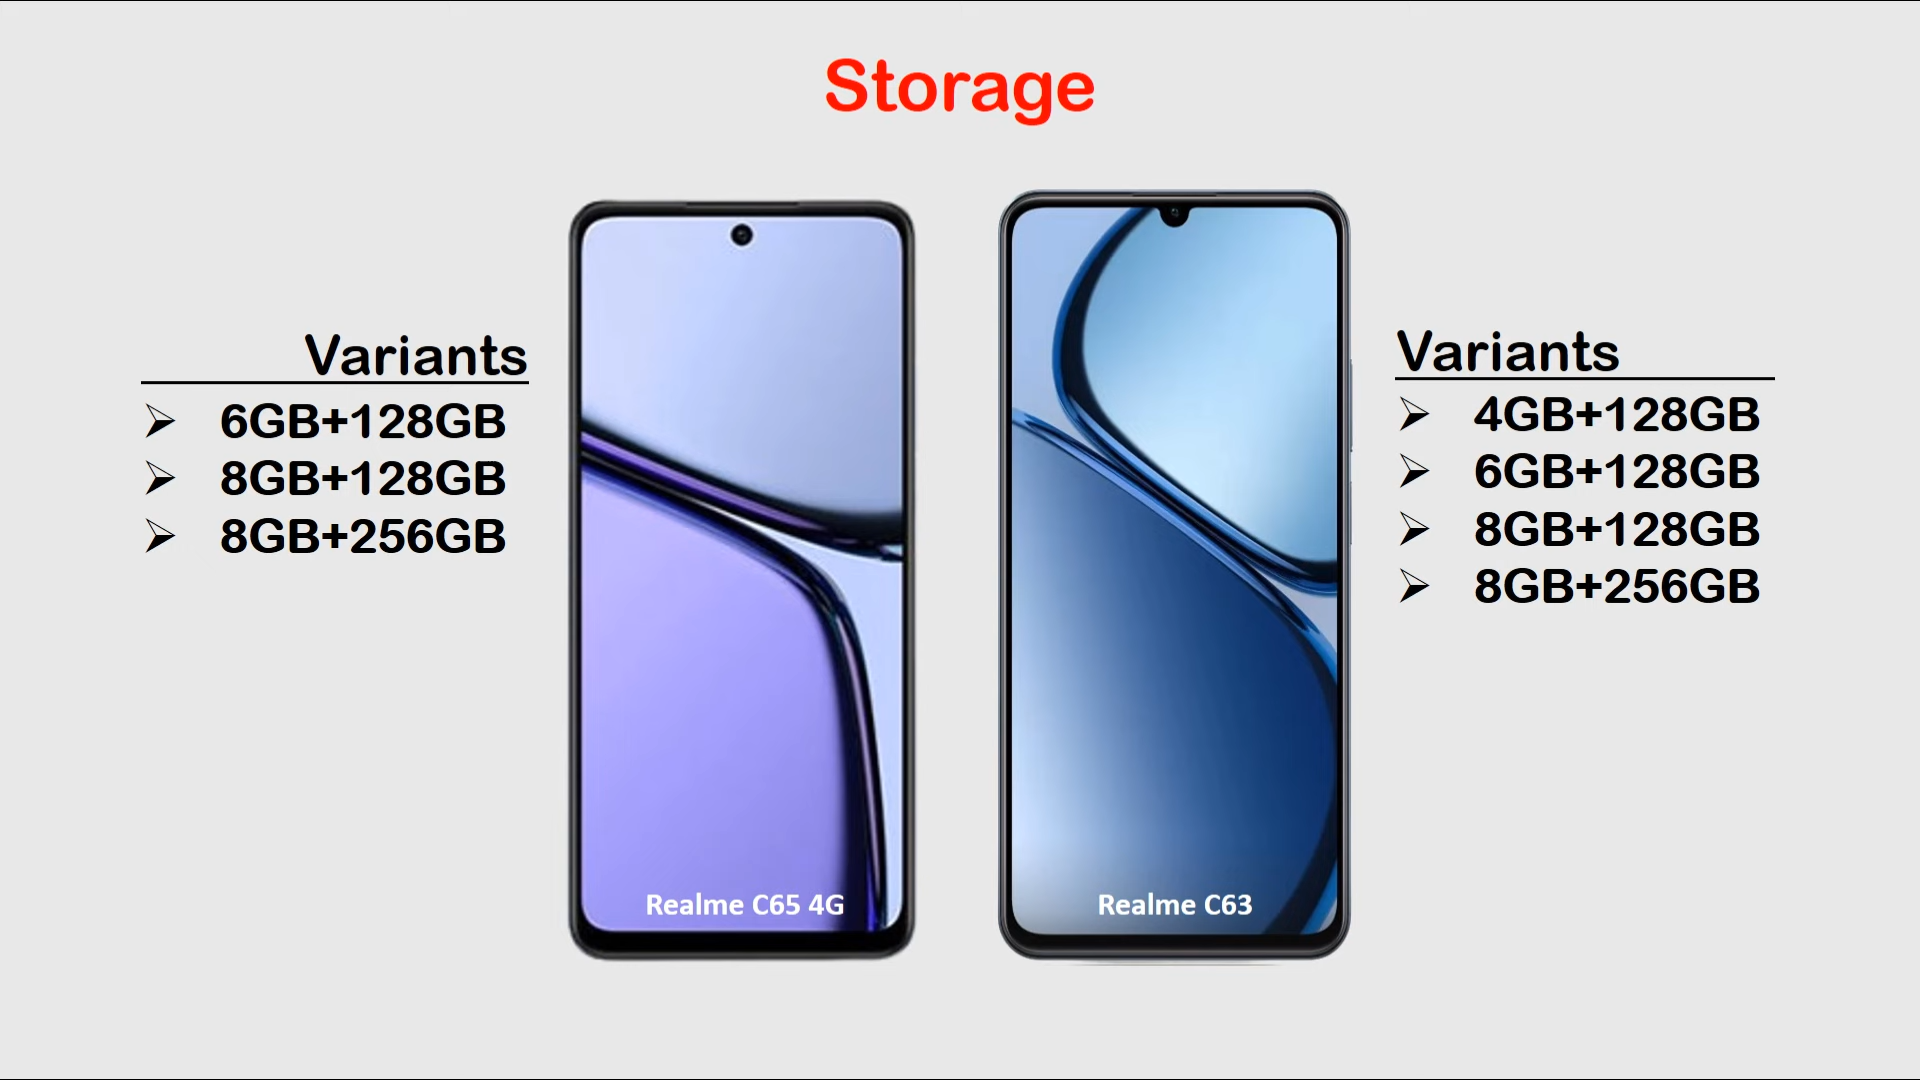 Storage
Variants
6GB+128GB
8GB+128GB
8GB+256GB
Realme C65 4G
Realme C63
Variants
4GB+128GB
6GB+128GB
8GB+128GB
8GB+256GB